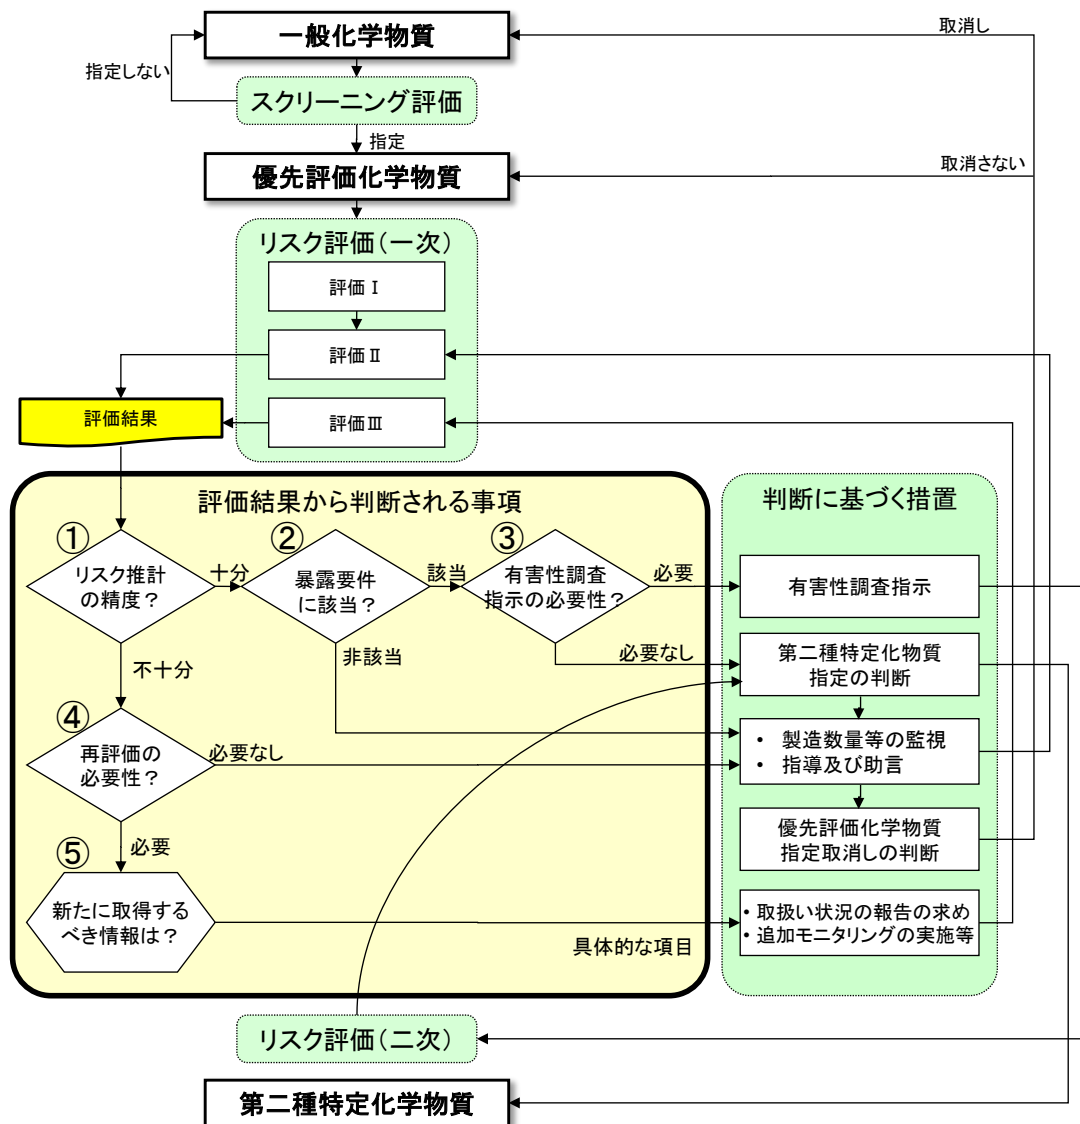 一般化学物質
取消し
指定しない
スクリーニング評価
指定
優先評価化学物質
取消さない
リスク評価(一次)
評価Ⅰ
評価Ⅱ
評価結果
評価Ⅲ
評価結果から判断される事項
判断に基づく措置
①
リスク推計
の精度?
十分
②
暴露要件
に該当?
該当
③
有害性調査
指示の必要性?
必要
有害性調査指示
不十分
非該当
必要なし
第二種特定化物質
指定の判断
④
再評価の
必要性?
必要なし
・ 製造数量等の監視
・ 指導及び助言
必要
優先評価化学物質
指定取消しの判断
⑤
新たに取得する
べき情報は?
具体的な項目
・取扱い状況の報告の求め
・追加モニタリングの実施等
リスク評価(二次)
第二種特定化学物質